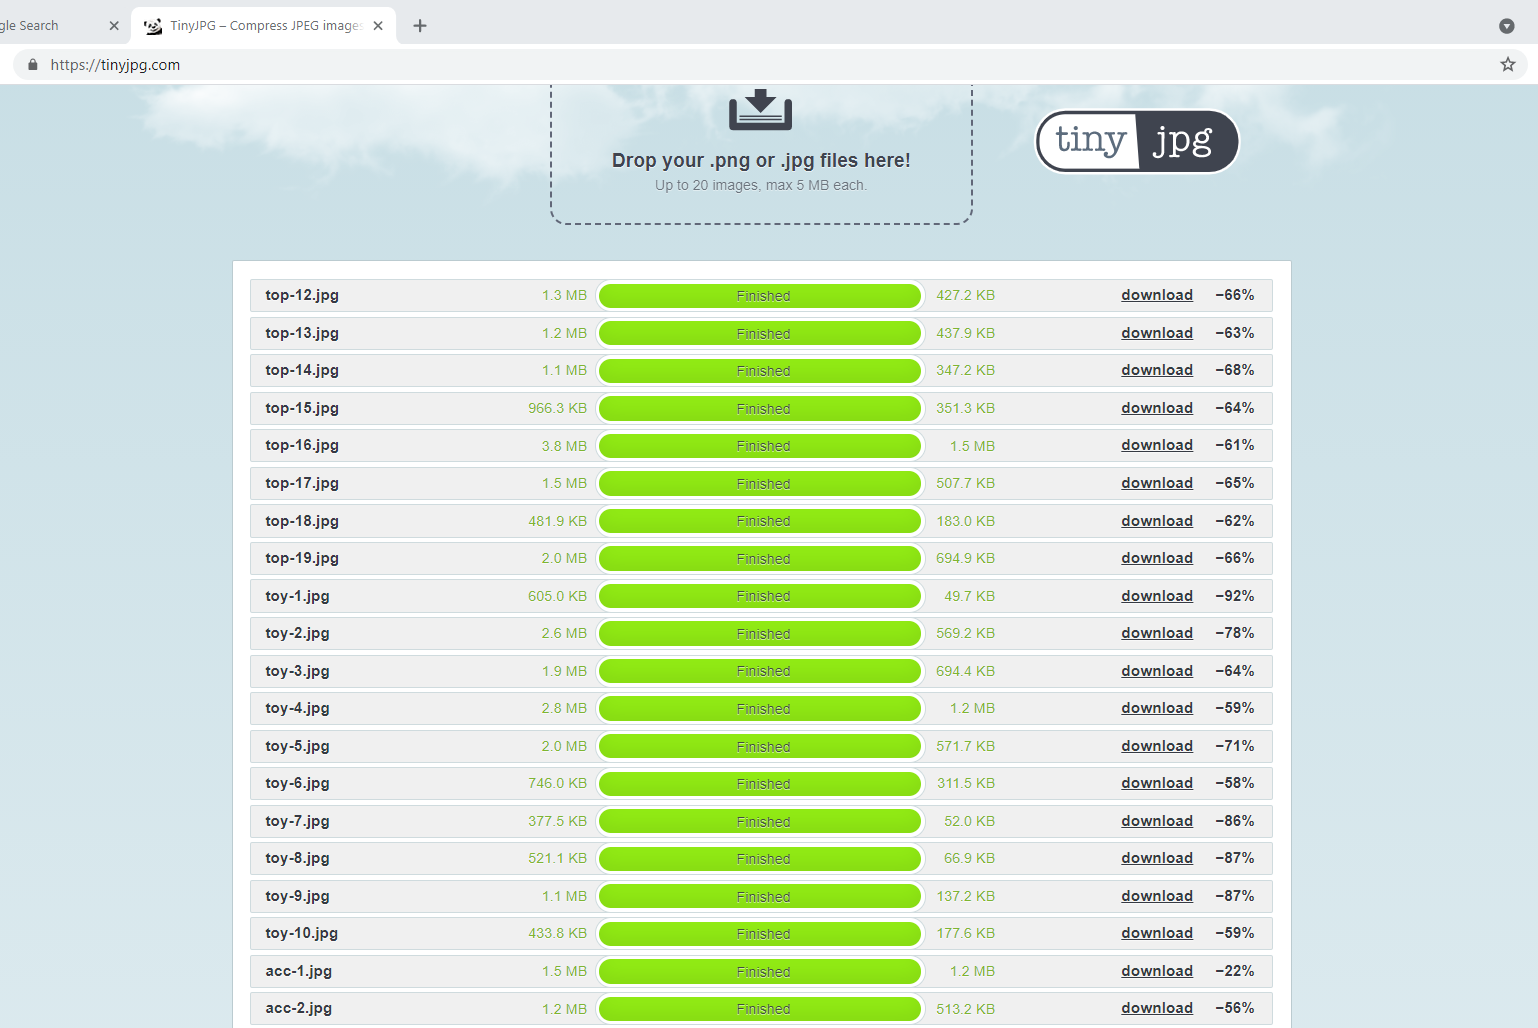 gle Search
TinyJPG – Compress JPEG images
https://tinyjpg.com
tiny jpg
Drop your .png or .jpg files here!
Up to 20 images, max 5 MB each.
top-12.jpg 1.3 MB Finished 427.2 KB download −66%
top-13.jpg 1.2 MB Finished 437.9 KB download −63%
top-14.jpg 1.1 MB Finished 347.2 KB download −68%
top-15.jpg 966.3 KB Finished 351.3 KB download −64%
top-16.jpg 3.8 MB Finished 1.5 MB download −61%
top-17.jpg 1.5 MB Finished 507.7 KB download −65%
top-18.jpg 481.9 KB Finished 183.0 KB download −62%
top-19.jpg 2.0 MB Finished 694.9 KB download −66%
toy-1.jpg 605.0 KB Finished 49.7 KB download −92%
toy-2.jpg 2.6 MB Finished 569.2 KB download −78%
toy-3.jpg 1.9 MB Finished 694.4 KB download −64%
toy-4.jpg 2.8 MB Finished 1.2 MB download −59%
toy-5.jpg 2.0 MB Finished 571.7 KB download −71%
toy-6.jpg 746.0 KB Finished 311.5 KB download −58%
toy-7.jpg 377.5 KB Finished 52.0 KB download −86%
toy-8.jpg 521.1 KB Finished 66.9 KB download −87%
toy-9.jpg 1.1 MB Finished 137.2 KB download −87%
toy-10.jpg 433.8 KB Finished 177.6 KB download −59%
acc-1.jpg 1.5 MB Finished 1.2 MB download −22%
acc-2.jpg 1.2 MB Finished 513.2 KB download −56%